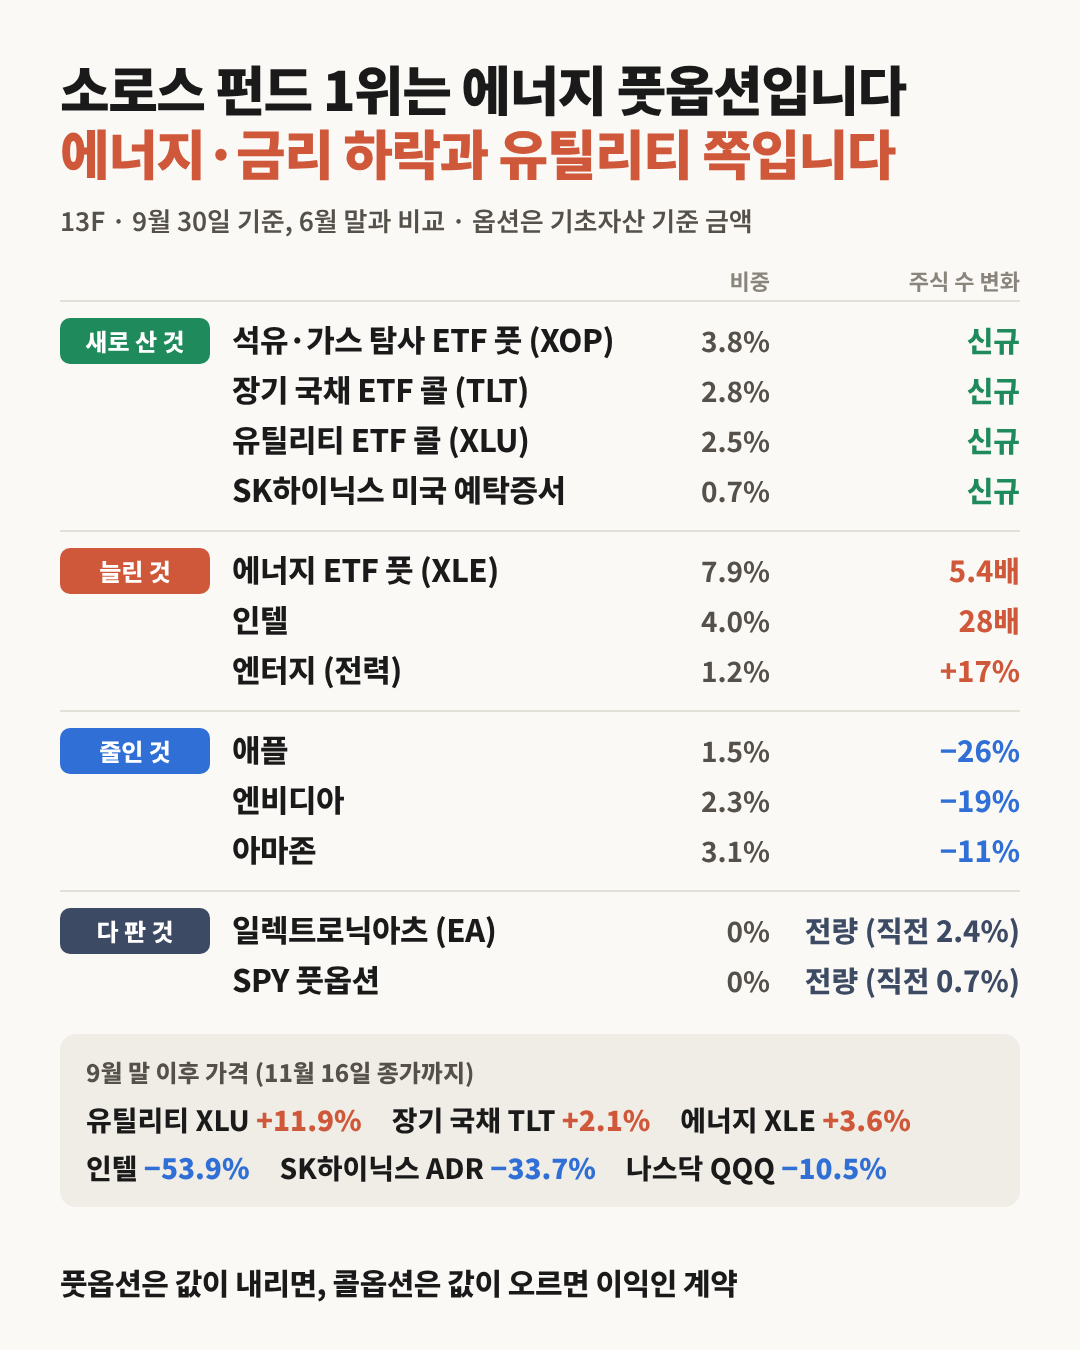 소로스 펀드 1위는 에너지 풋옵션입니다
에너지·금리 하락과 유틸리티 쪽입니다
13F · 9월 30일 기준, 6월 말과 비교 · 옵션은 기초자산 기준 금액
비중 주식 수 변화
새로 산 것 석유·가스 탐사 ETF 풋 (XOP) 3.8% 신규
장기 국채 ETF 콜 (TLT) 2.8% 신규
유틸리티 ETF 콜 (XLU) 2.5% 신규
SK하이닉스 미국 예탁증서 0.7% 신규
늘린 것 에너지 ETF 풋 (XLE) 7.9% 5.4배
인텔 4.0% 28배
엔터지 (전력) 1.2% +17%
줄인 것 애플 1.5% −26%
엔비디아 2.3% −19%
아마존 3.1% −11%
다 판 것 일렉트로닉아츠 (EA) 0% 전량 (직전 2.4%)
SPY 풋옵션 0% 전량 (직전 0.7%)
9월 말 이후 가격 (11월 16일 종가까지)
유틸리티 XLU +11.9% 장기 국채 TLT +2.1% 에너지 XLE +3.6%
인텔 −53.9% SK하이닉스 ADR −33.7% 나스닥 QQQ −10.5%
풋옵션은 값이 내리면, 콜옵션은 값이 오르면 이익인 계약